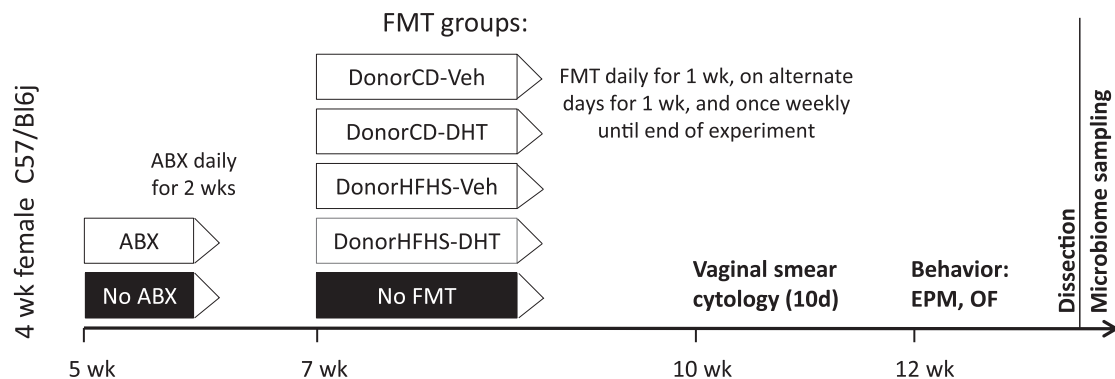 FMT groups:
4 wk female C57/Bl6j
ABX daily
for 2 wks
ABX
No ABX
DonorCD-Veh
DonorCD-DHT
DonorHFHS-Veh
DonorHFHS-DHT
No FMT
FMT daily for 1 wk, on alternate
days for 1 wk, and once weekly
until end of experiment
Vaginal smear
cytology (10d)
Behavior:
EPM, OF
Dissection
Microbiome sampling
5 wk
7 wk
10 wk
12 wk